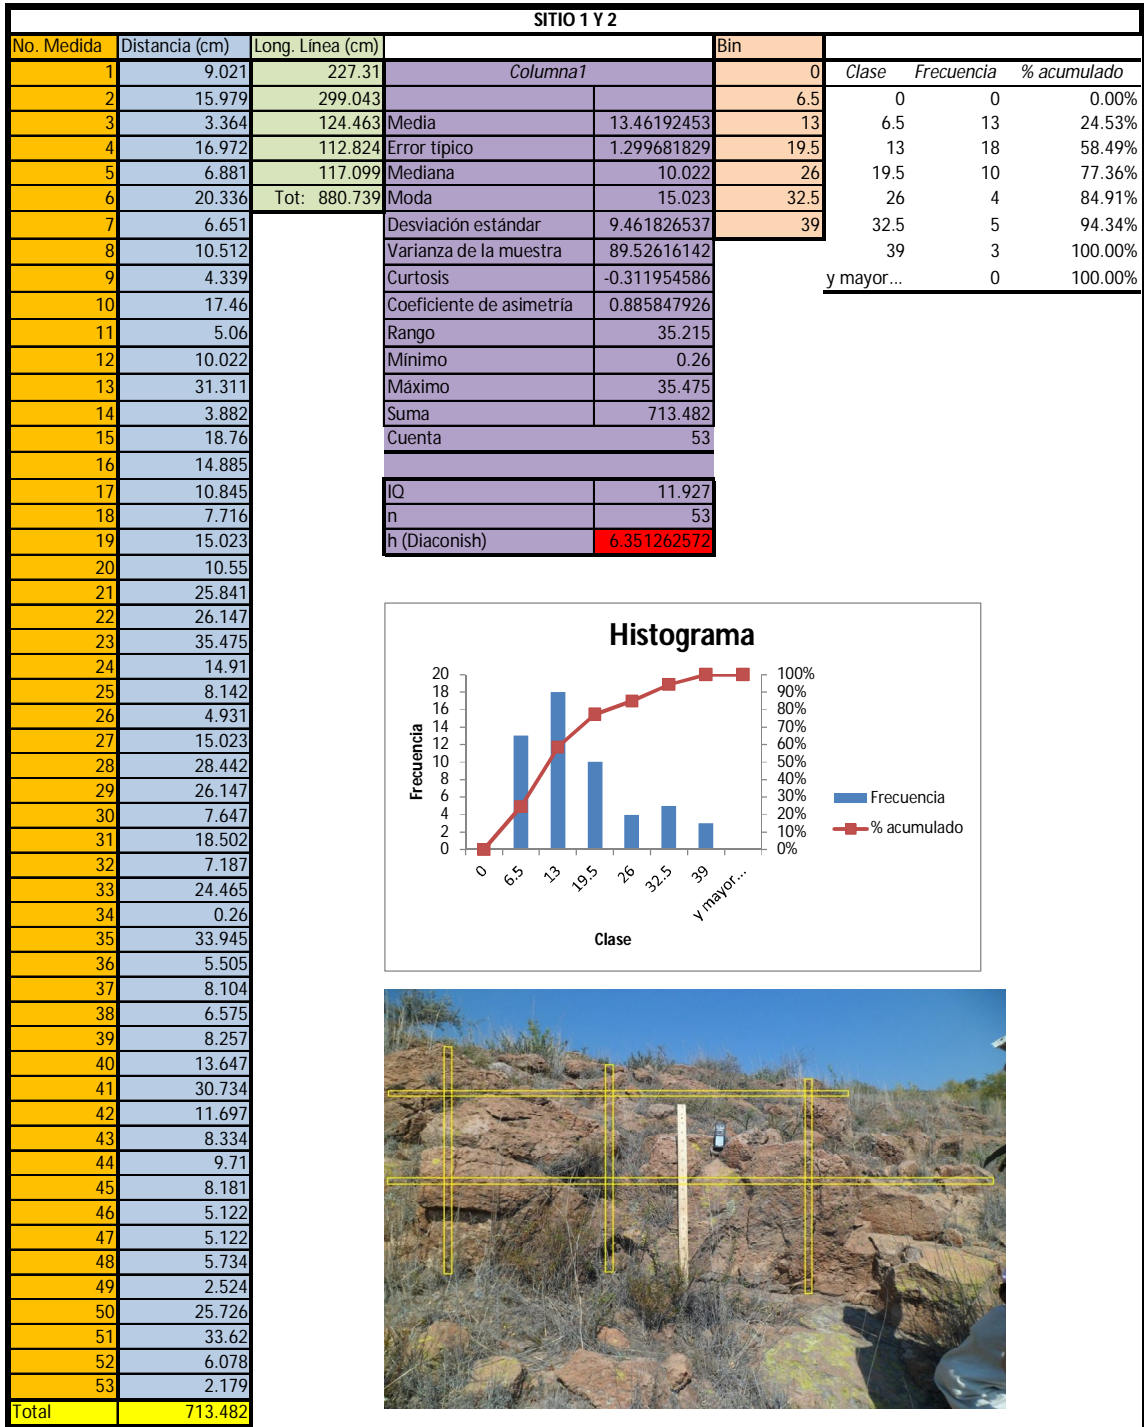 SITIO 1 Y 2
No. Medida Distancia (cm) Long. Línea (cm) Bin
1 9.021 227.31 Columna1 0 Clase Frecuencia % acumulado
2 15.979 299.043 6.5 0 0 0.00%
3 3.364 124.463 Media 13.46192453 13 6.5 13 24.53%
4 16.972 112.824 Error típico 1.299681829 19.5 13 18 58.49%
5 6.881 117.099 Mediana 10.022 26 19.5 10 77.36%
6 20.336 Tot: 880.739 Moda 15.023 32.5 26 4 84.91%
7 6.651 Desviación estándar 9.461826537 39 32.5 5 94.34%
8 10.512 Varianza de la muestra 89.52616142 39 3 100.00%
9 4.339 Curtosis -0.311954586 y mayor... 0 100.00%
10 17.46 Coeficiente de asimetría 0.885847926
11 5.06 Rango 35.215
12 10.022 Mínimo 0.26
13 31.311 Máximo 35.475
14 3.882 Suma 713.482
15 18.76 Cuenta 53
16 14.885
17 10.845 IQ 11.927
18 7.716 n 53
19 15.023 h (Diaconish) 6.351262572
20 10.55
21 25.841
22 26.147
23 35.475
24 14.91
25 8.142
26 4.931
27 15.023
28 28.442
29 26.147
30 7.647
31 18.502
32 7.187
33 24.465
34 0.26
35 33.945
36 5.505
37 8.104
38 6.575
39 8.257
40 13.647
41 30.734
42 11.697
43 8.334
44 9.71
45 8.181
46 5.122
47 5.122
48 5.734
49 2.524
50 25.726
51 33.62
52 6.078
53 2.179
Total 713.482
Histograma
20 100%
18 90%
16 80%
14 70%
12 60%
10 50%
8 40%
6 30%
4 20%
2 10%
0 0%
Frecuencia
Frecuencia
% acumulado
0 6.5 13 19.5 26 32.5 39 y mayor...
Clase